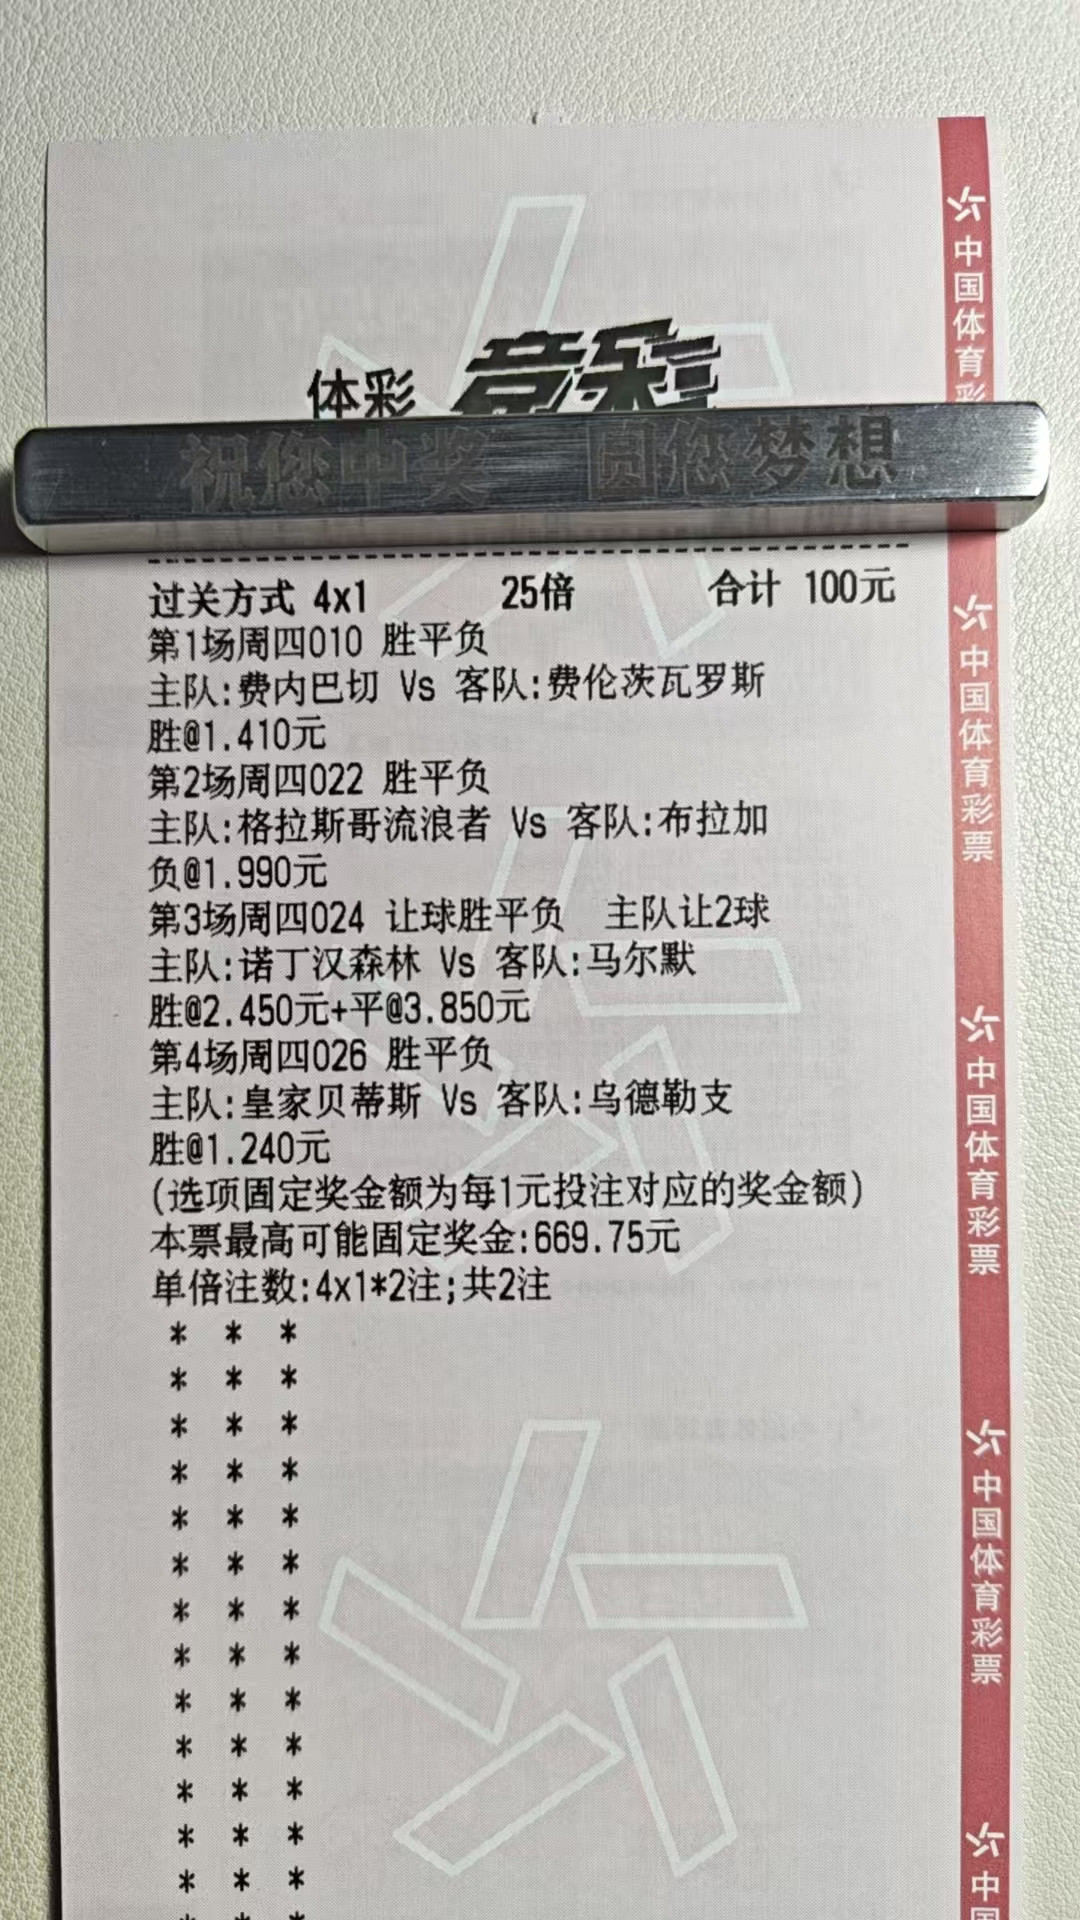 体彩 竞彩
祝您中奖 圆您梦想
过关方式 4x1 25倍 合计 100元
第1场周四010 胜平负
主队:费内巴切 Vs 客队:费伦茨瓦罗斯
胜@1.410元
第2场周四022 胜平负
主队:格拉斯哥流浪者 Vs 客队:布拉加
负@1.990元
第3场周四024 让球胜平负 主队让2球
主队:诺丁汉森林 Vs 客队:马尔默
胜@2.450元+平@3.850元
第4场周四026 胜平负
主队:皇家贝蒂斯 Vs 客队:乌德勒支
胜@1.240元
(选项固定奖金额为每1元投注对应的奖金额)
本票最高可能固定奖金:669.75元
单倍注数:4x1*2注;共2注
* * *
* * *
* * *
* * *
* * *
* * *
* * *
* * *
* * *
* * *
* * *
* * *
* * *
中国体育彩
中国体育彩票
中国体育彩票
中国体育彩票
中国